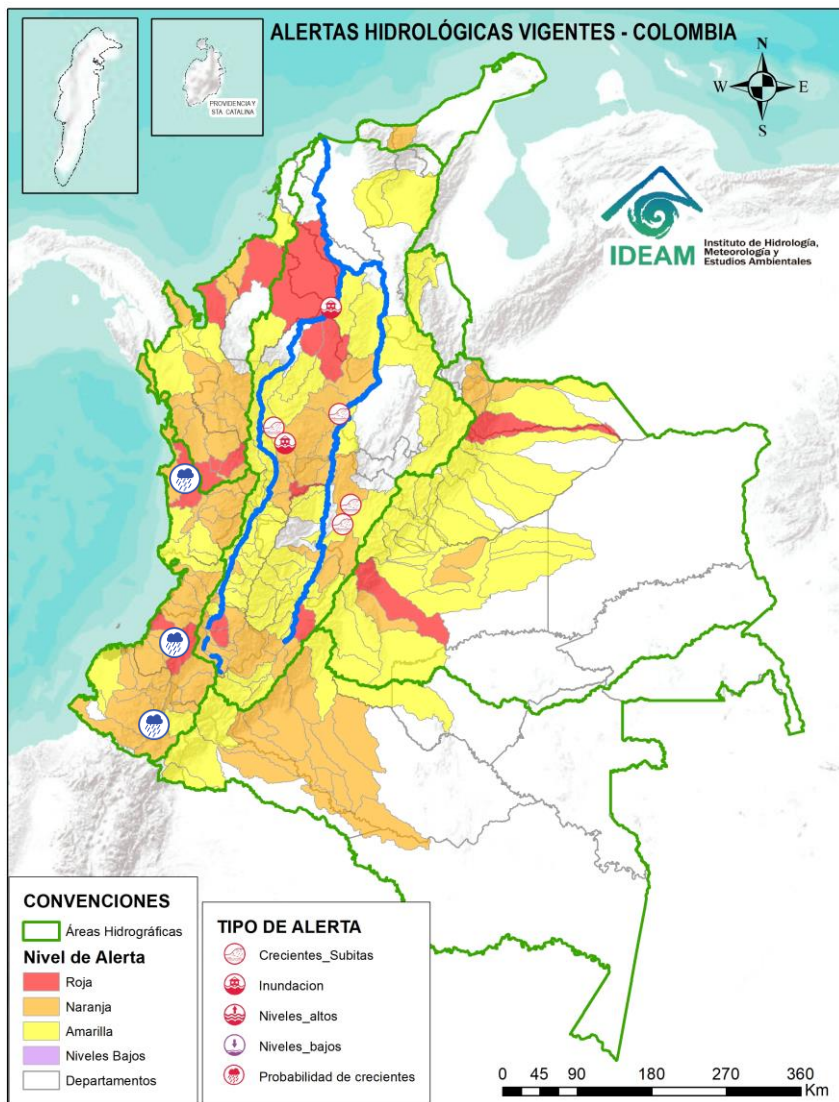 ALERTAS HIDROLÓGICAS VIGENTES - COLOMBIA
PROVIDENCIA Y
STA. CATALINA
N
W
E
S
IDEAM
Instituto de Hidrología,
Meteorología y
Estudios Ambientales
CONVENCIONES
Áreas Hidrográficas
Nivel de Alerta
Roja
Naranja
Amarilla
Niveles Bajos
Departamentos
TIPO DE ALERTA
Crecientes_Subitas
Inundacion
Niveles_altos
Niveles_bajos
Probabilidad de crecientes
0 45 90 180 270 360
Km